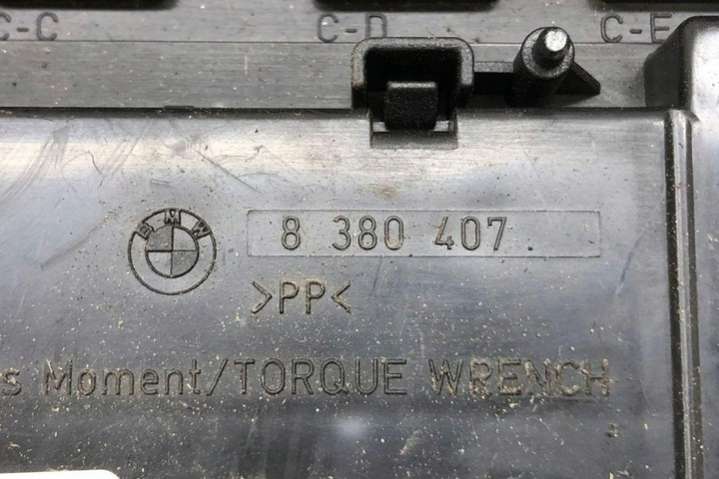 C-C C-D C-E
BMW 8 380 407
>PP<
s Moment/TORQUE WRENCH